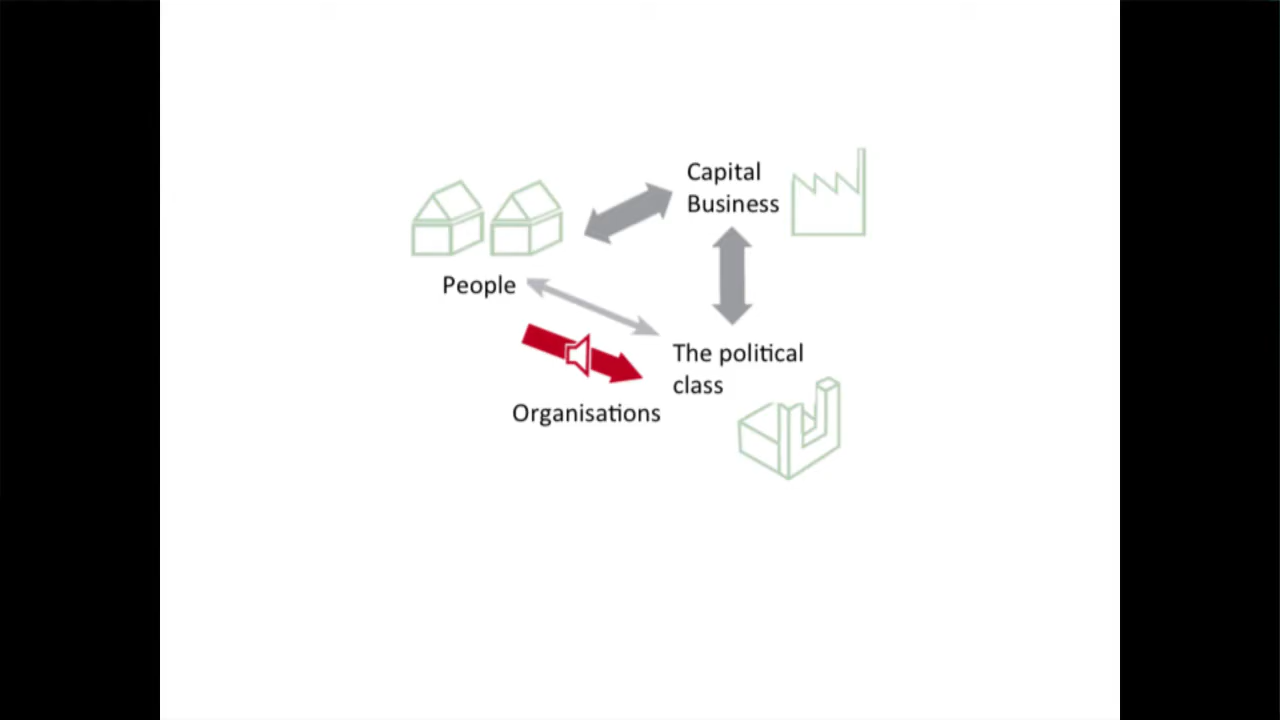 Capital
Business
People
The political
class
Organisations